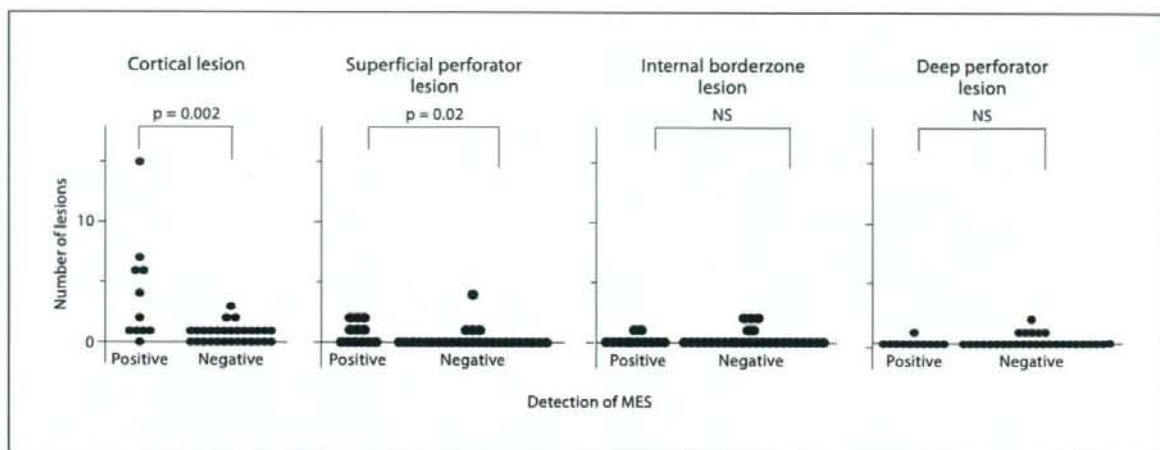 Cortical lesion
p = 0.002
Superficial perforator
lesion
p = 0.02
Internal borderzone
lesion
NS
Deep perforator
lesion
NS
Number of lesions
10
0
Positive
Negative
Positive
Negative
Positive
Negative
Positive
Negative
Detection of MES